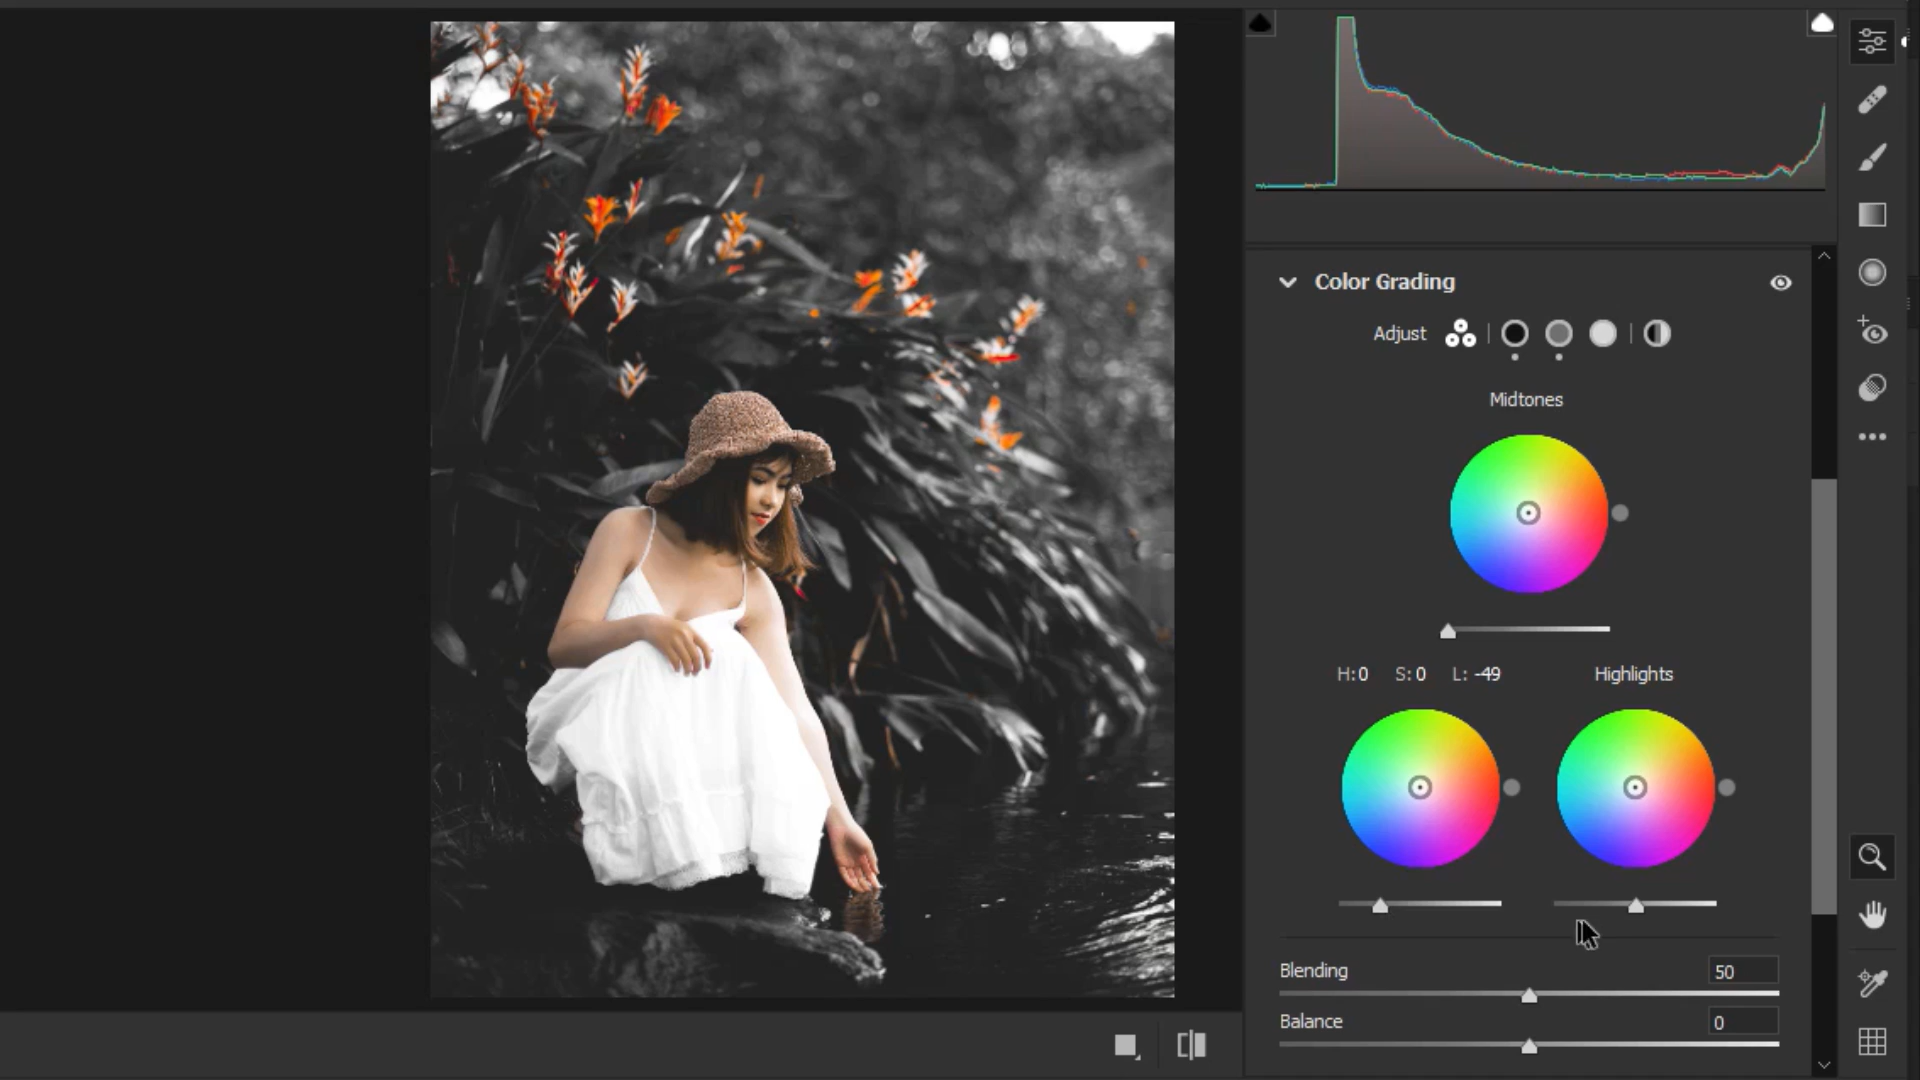 Color Grading
Adjust
Midtones
H:0 S:0 L: -49 Highlights
Blending 50
Balance 0